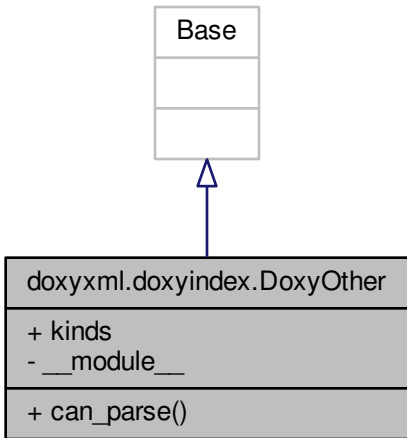 Base
doxyxml.doxyindex.DoxyOther
+ kinds
- __module__
+ can_parse()